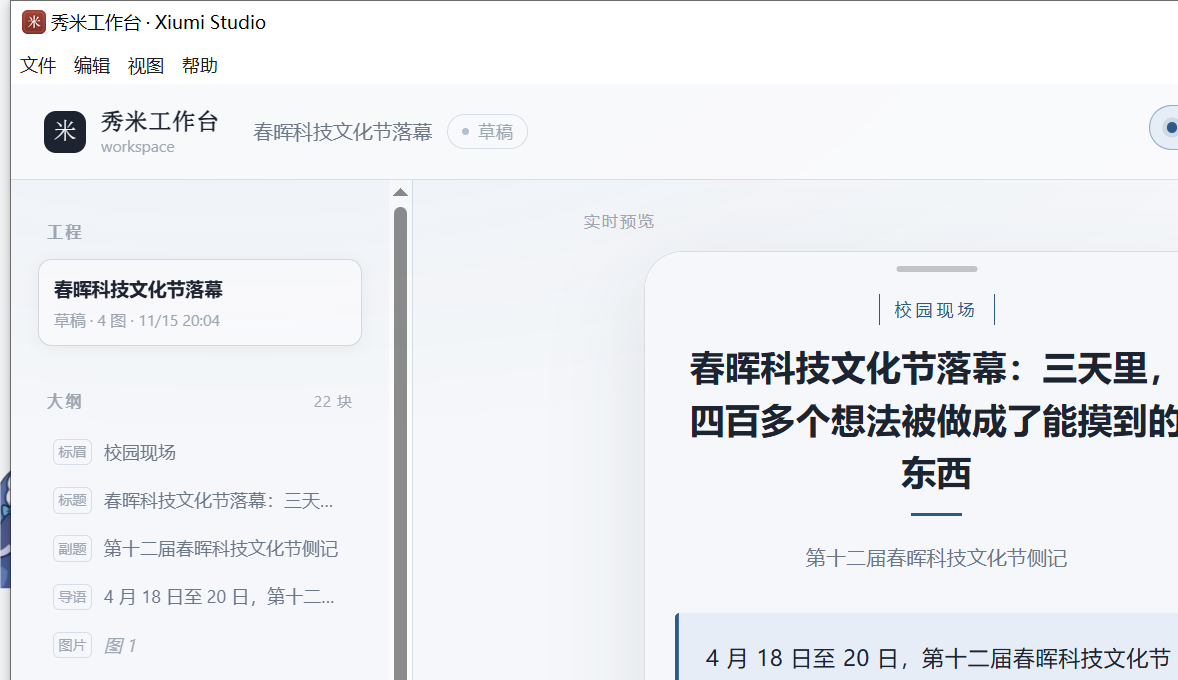 米 秀米工作台 · Xiumi Studio
文件 编辑 视图 帮助
米 秀米工作台
workspace
春晖科技文化节落幕
草稿
工程
春晖科技文化节落幕
草稿 · 4 图 · 11/15 20:04
大纲 22 块
标眉 校园现场
标题 春晖科技文化节落幕：三天...
副题 第十二届春晖科技文化节侧记
导语 4 月 18 日至 20 日，第十二...
图片 图 1
实时预览
校园现场
春晖科技文化节落幕：三天里，
四百多个想法被做成了能摸到的
东西
第十二届春晖科技文化节侧记
4 月 18 日至 20 日，第十二届春晖科技文化节